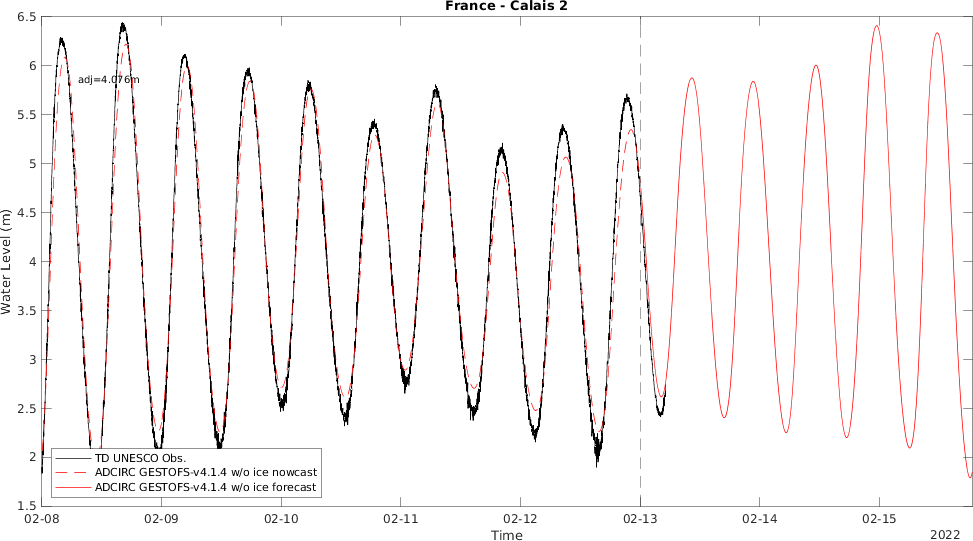 France - Calais 2
6.5
6
5.5
5
4.5
4
3.5
3
2.5
2
1.5
Water Level (m)
adj=4.076m
TD UNESCO Obs.
ADCIRC GESTOFS-v4.1.4 w/o ice nowcast
ADCIRC GESTOFS-v4.1.4 w/o ice forecast
02-08
02-09
02-10
02-11
02-12
02-13
02-14
02-15
Time
2022